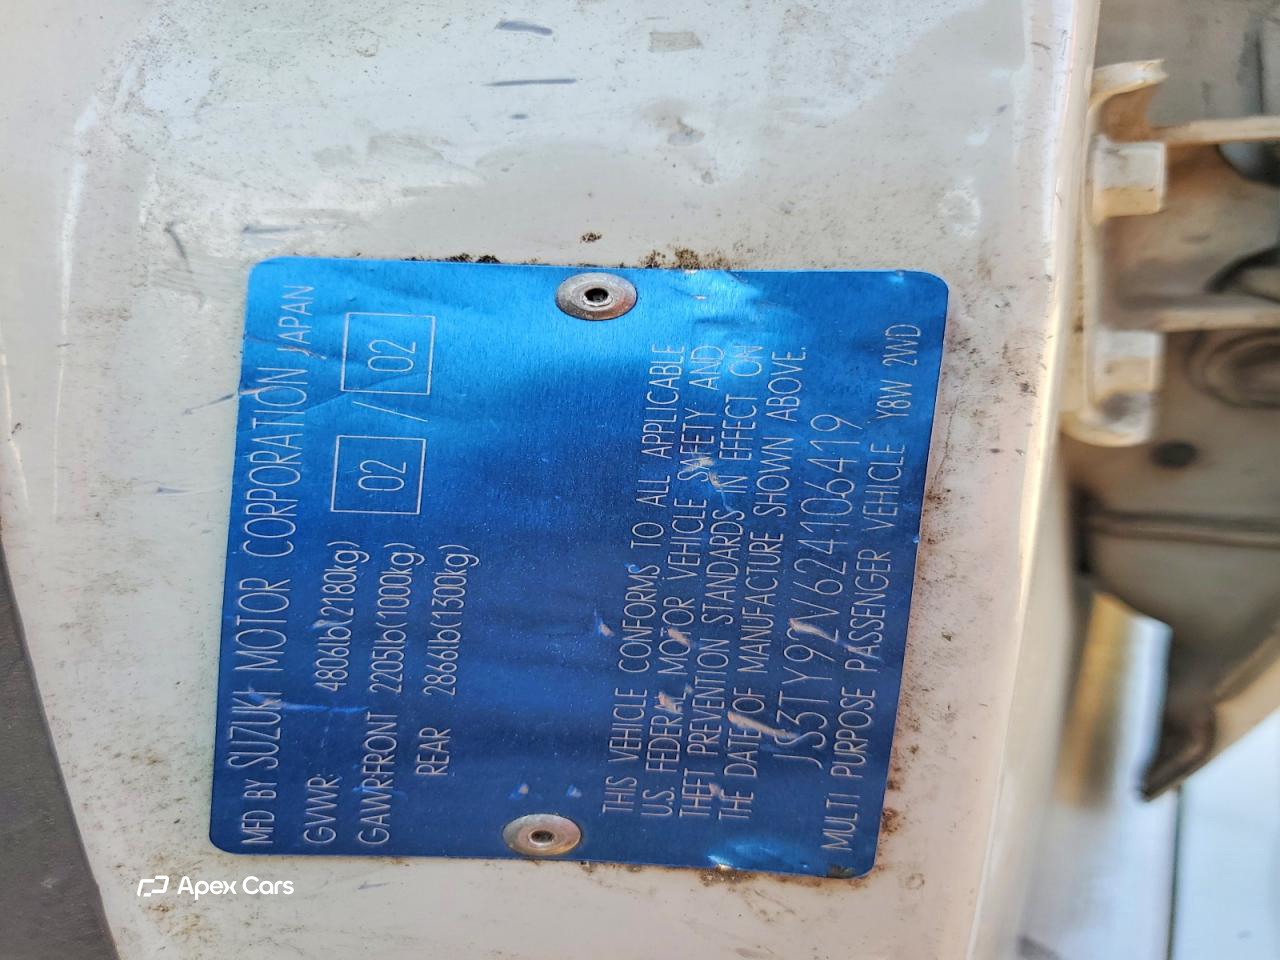 MFD BY SUZUKI MOTOR CORPORATION JAPAN
GVWR: 4806lb(2180kg) 02 / 02
GAWR:FRONT 2205lb(1000kg)
REAR 2866lb(1300kg)
THIS VEHICLE CONFORMS TO ALL APPLICABLE
U.S. FEDERAL MOTOR VEHICLE SAFETY AND
THEFT PREVENTION STANDARDS IN EFFECT ON
THE DATE OF MANUFACTURE SHOWN ABOVE.
JS3TY92V624106419
MULTI PURPOSE PASSENGER VEHICLE Y8W 2WD
Apex Cars